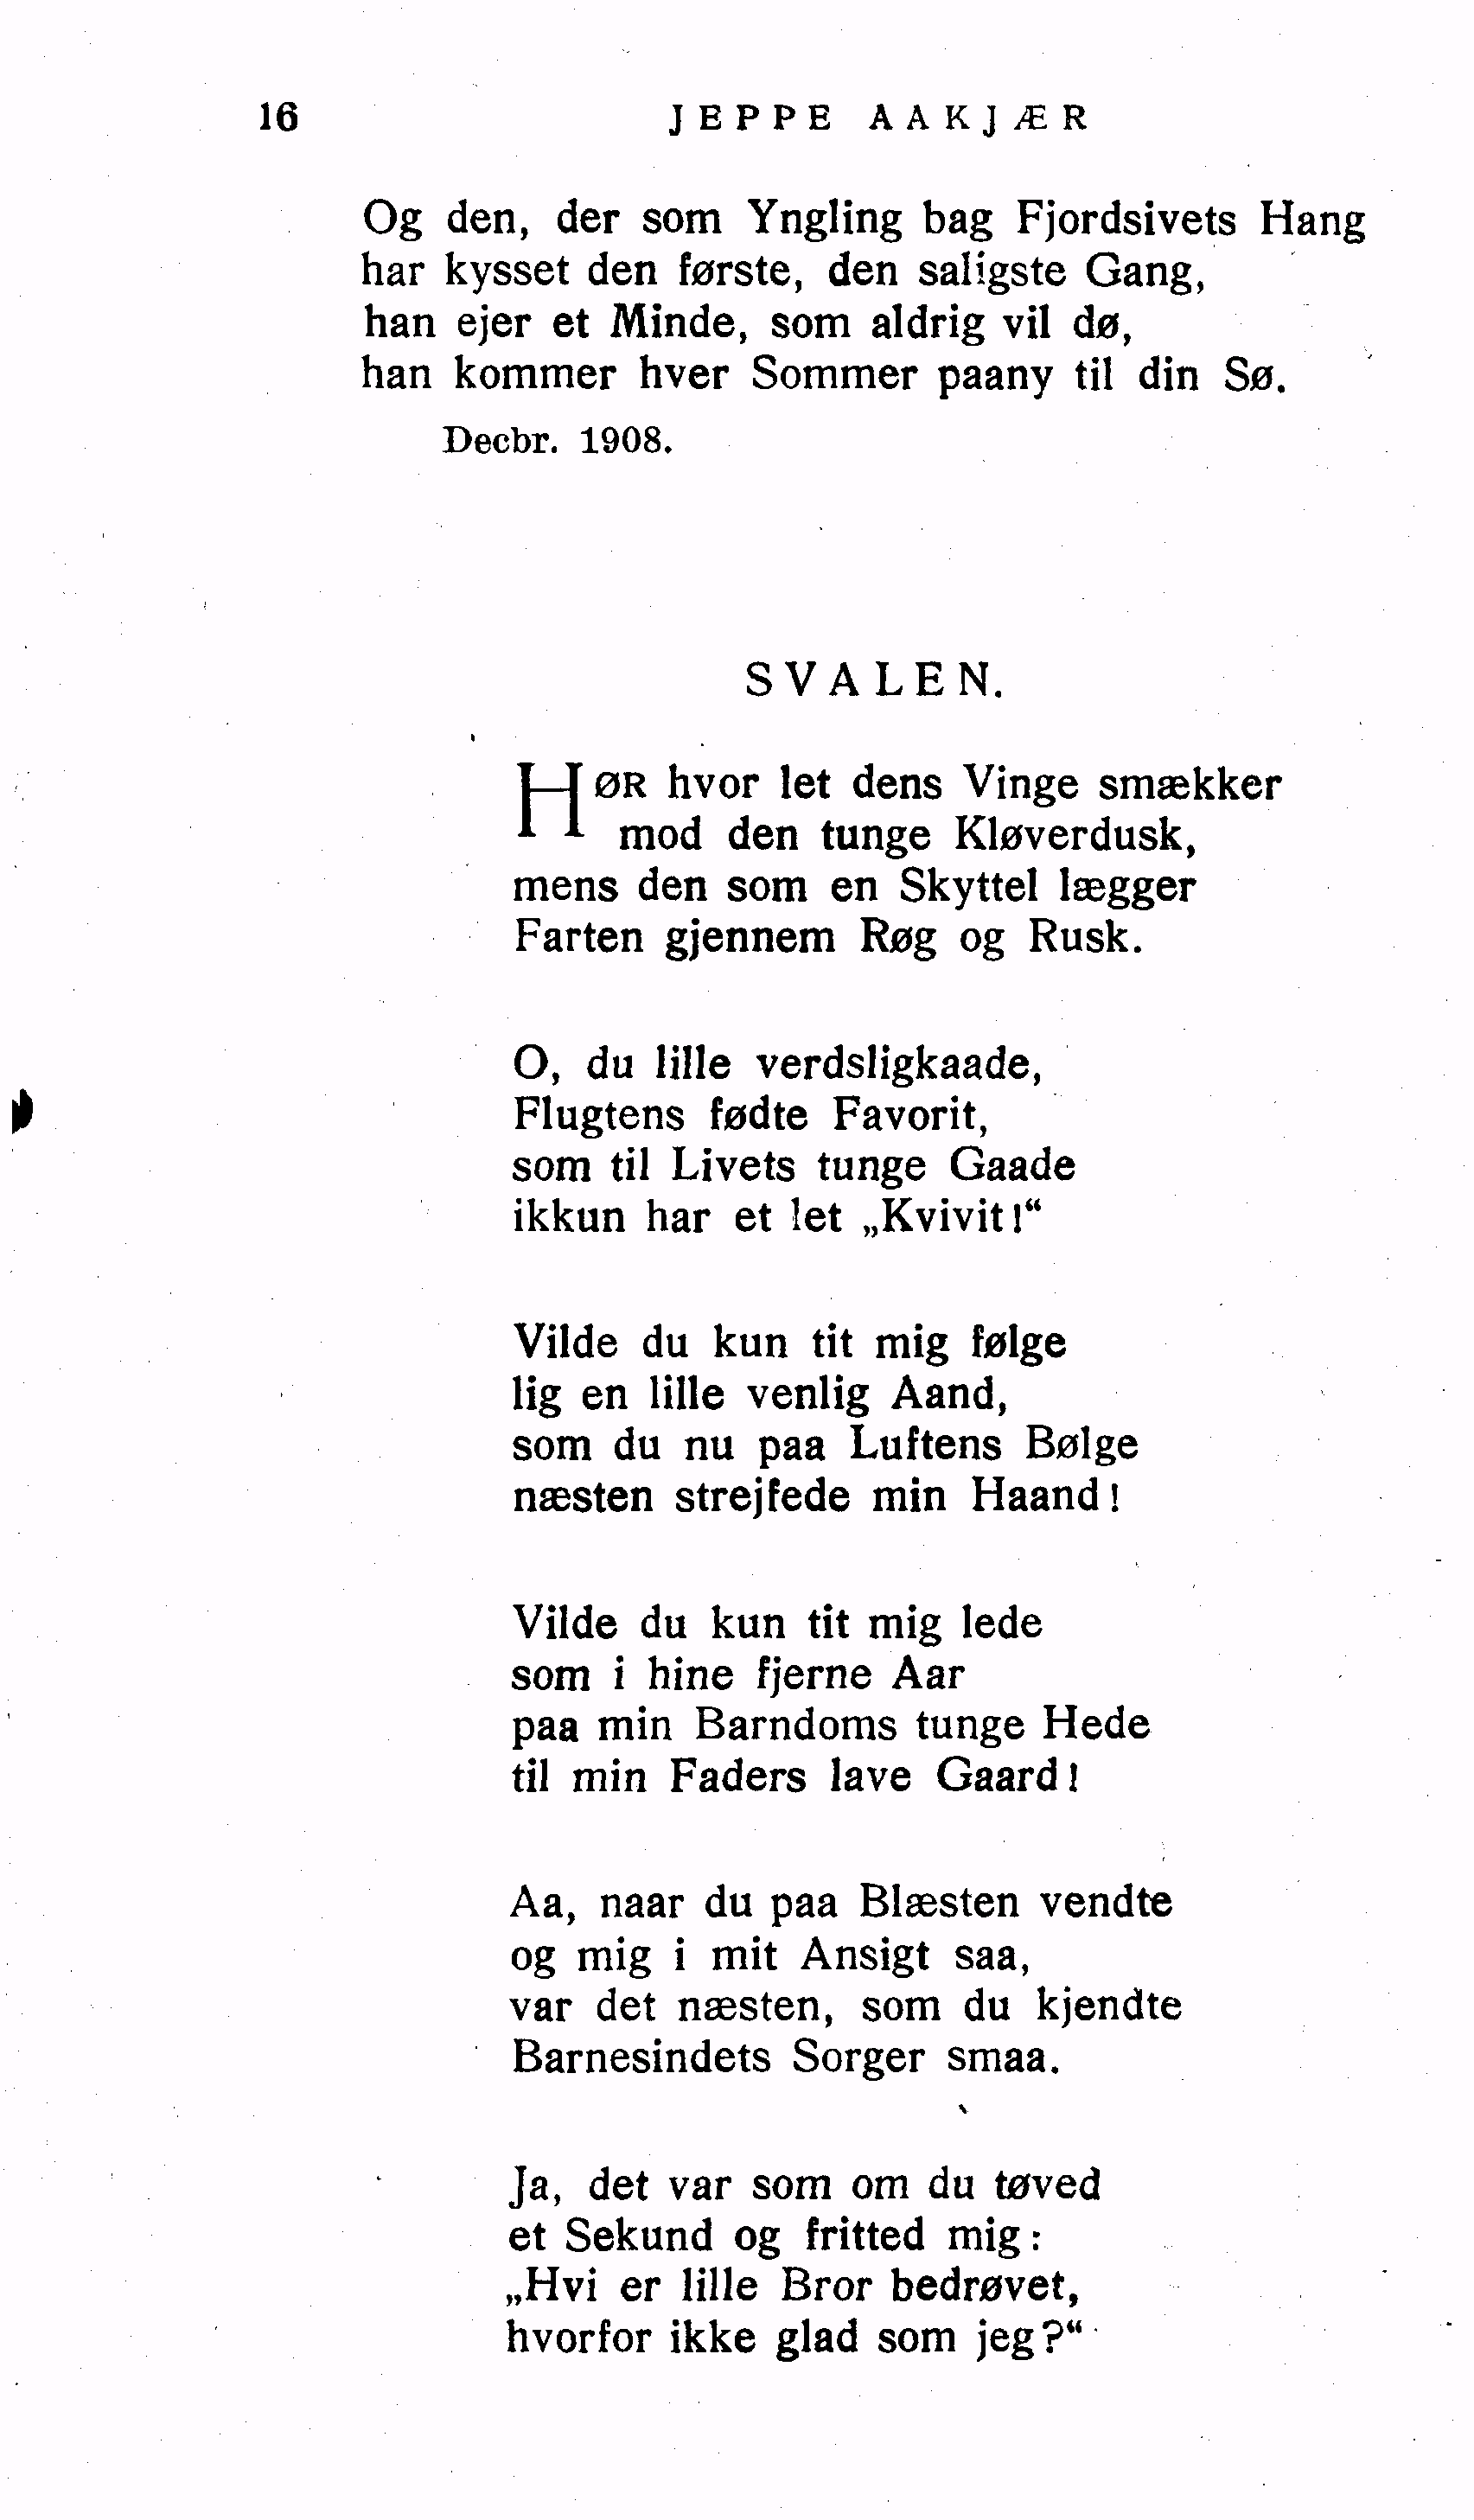 16 JEPPE AAKJÆR
Og den, der som Yngling bag Fjordsivets Hang
har kysset den første, den saligste Gang,
han ejer et Minde, som aldrig vil dø,
han kommer hver Sommer paany til din Sø.
Decbr. 1908.
SVALEN.
HØR hvor let dens Vinge smækker
mod den tunge Kløverdusk,
mens den som en Skyttel lægger
Farten gjennem Røg og Rusk.
O, du lille verdsligkaade,
Flugtens fødte Favorit,
som til Livets tunge Gaade
ikkun har et let „Kvivit!“
Vilde du kun tit mig følge
lig en lille venlig Aand,
som du nu paa Luftens Bølge
næsten strejfede min Haand!
Vilde du kun tit mig lede
som i hine fjerne Aar
paa min Barndoms tunge Hede
til min Faders lave Gaard!
Aa, naar du paa Blæsten vendte
og mig i mit Ansigt saa,
var det næsten, som du kjendte
Barnesindets Sorger smaa.
Ja, det var som om du tøved
et Sekund og fritted mig:
„Hvi er lille Bror bedrøvet,
hvorfor ikke glad som jeg?“